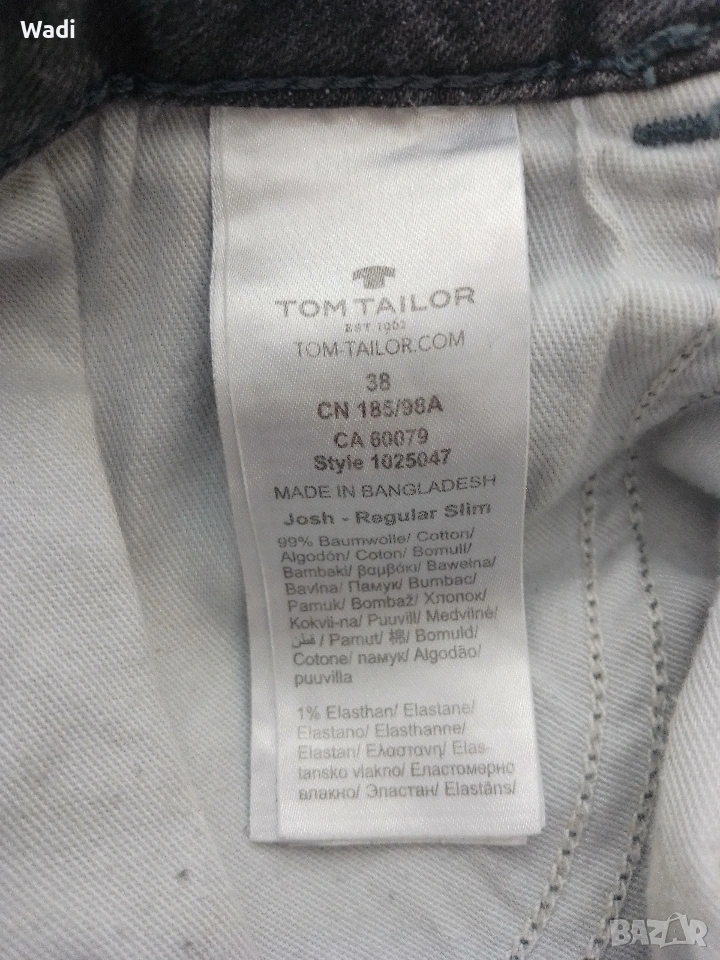 Wadi
TOM TAILOR
EST 1962
TOM-TAILOR.COM
38
CN 185/98A
CA 60079
Style 1025047
MADE IN BANGLADESH
Josh - Regular Slim
99% Baumwolle/ Cotton/
Algodón/ Coton/ Bomull/
Bambaki/ βαμβάκι/ Bawełna/
Bavlna/ Памук/ Bumbac/
Pamuk/ Bombaž/ Хлопок/
Kokvil-na/ Puuvill/ Medvilnė/
قطن / Pamut/ 棉/ Bomuld/
Cotone/ памук/ Algodão/
puuvilla
1% Elasthan/ Elastane/
Elastano/ Elasthanne/
Elastan/ Ελαστανη/ Elas-
tansko vlakno/ Еластомерно
влакно/ Эластан/ Elastāns/
BAZAR